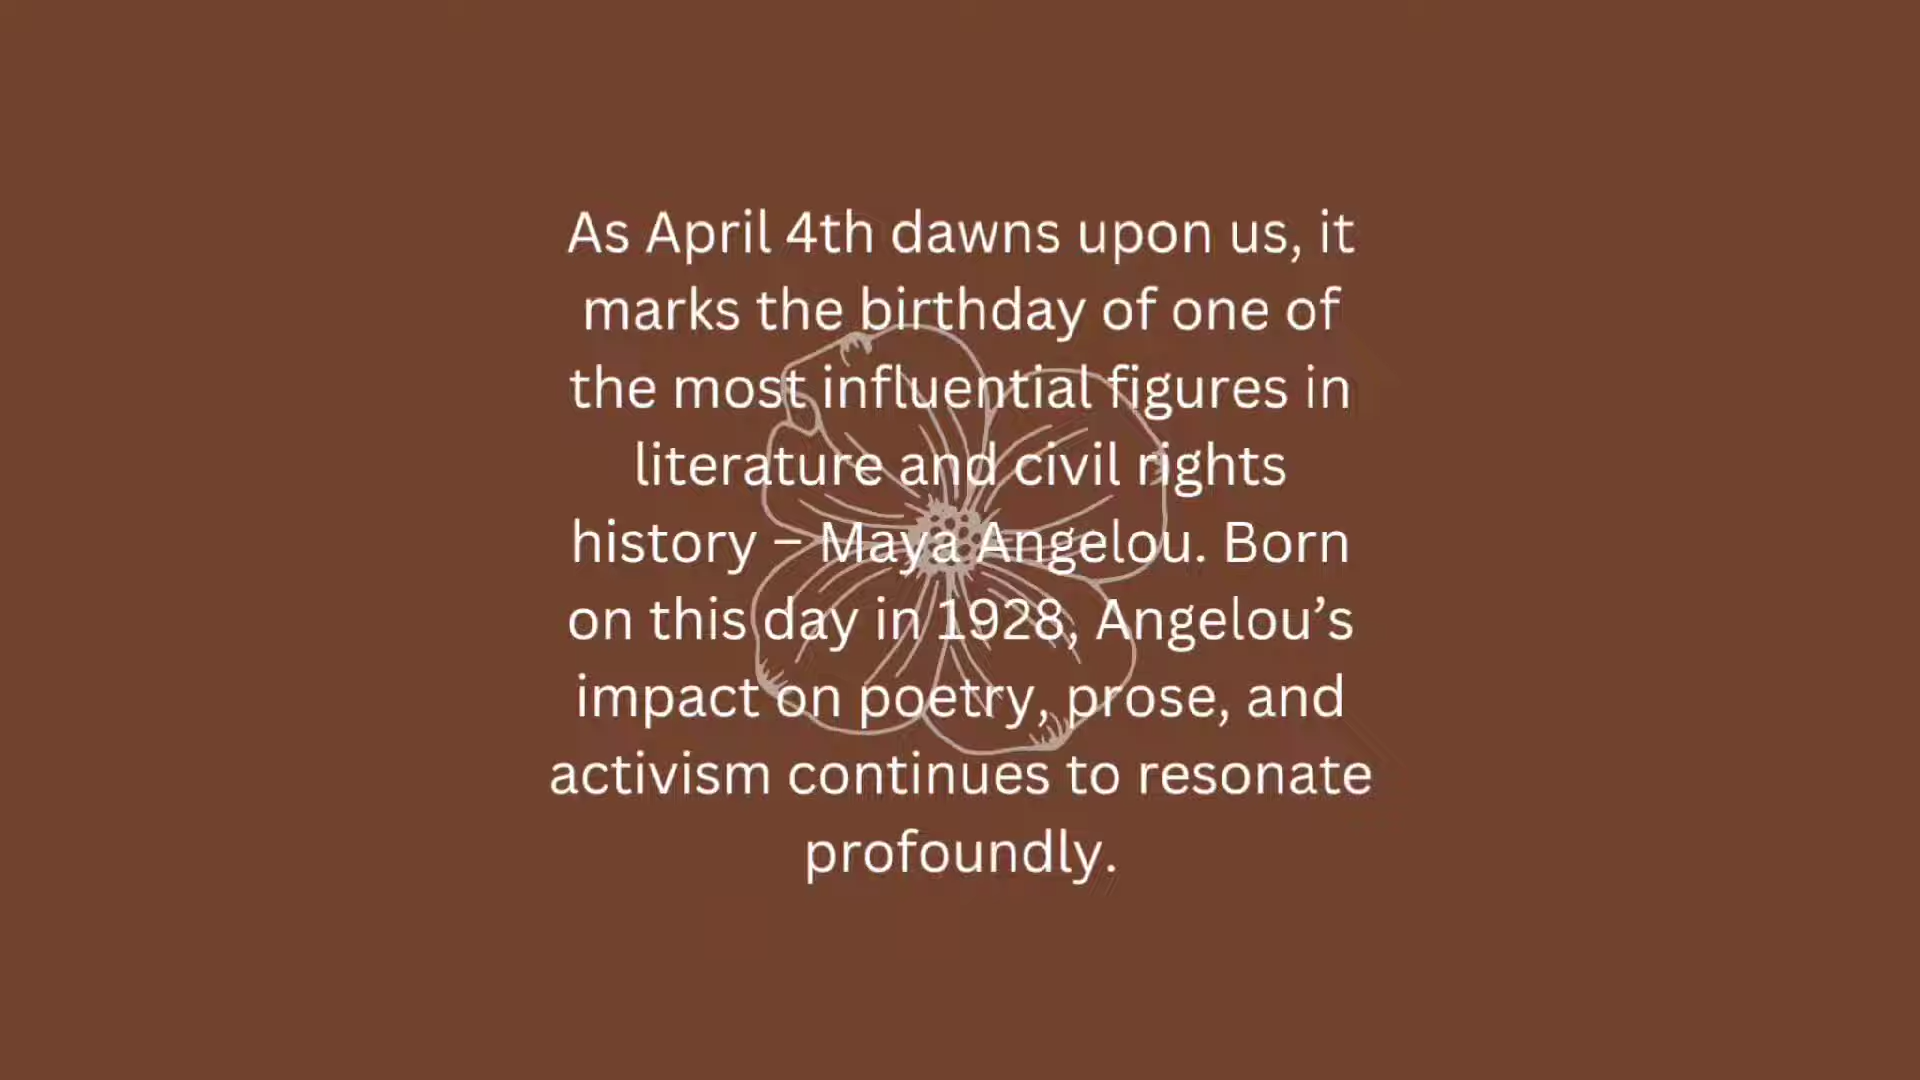 As April 4th dawns upon us, it
marks the birthday of one of
the most influential figures in
literature and civil rights
history – Maya Angelou. Born
on this day in 1928, Angelou’s
impact on poetry, prose, and
activism continues to resonate
profoundly.